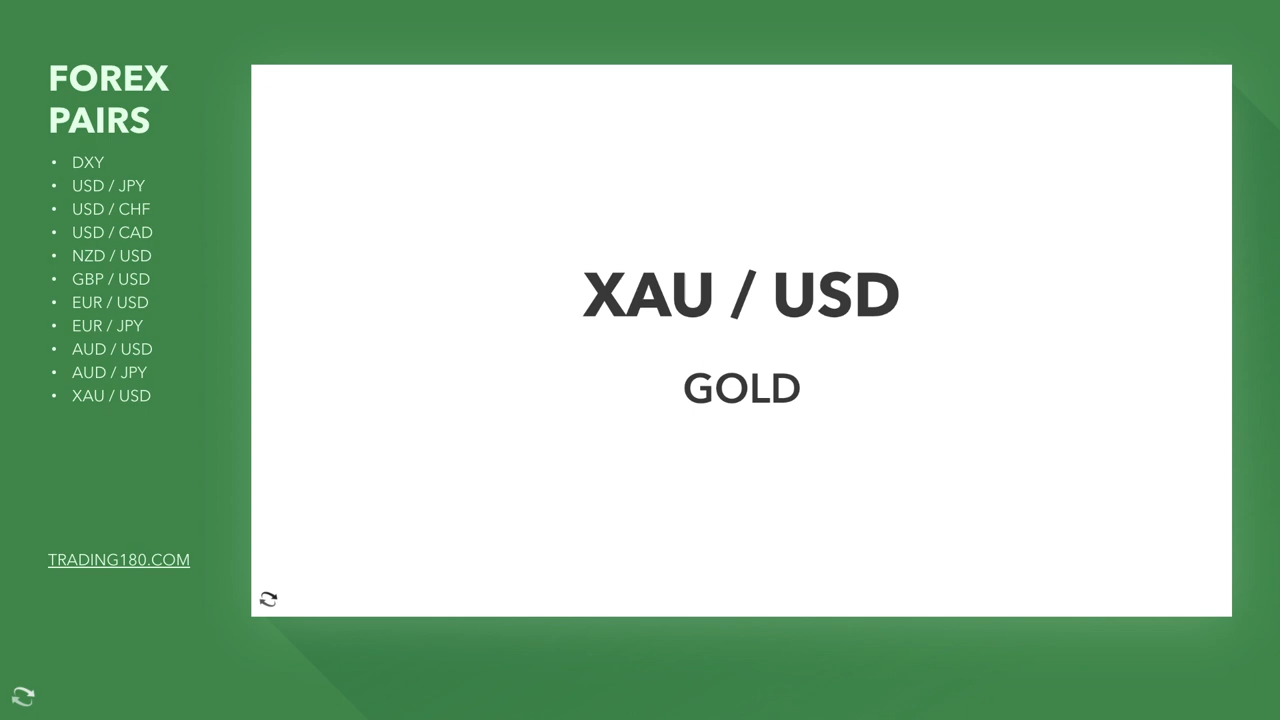 FOREX
PAIRS
• DXY
• USD / JPY
• USD / CHF
• USD / CAD
• NZD / USD
• GBP / USD
• EUR / USD
• EUR / JPY
• AUD / USD
• AUD / JPY
• XAU / USD
TRADING180.COM
XAU / USD
GOLD